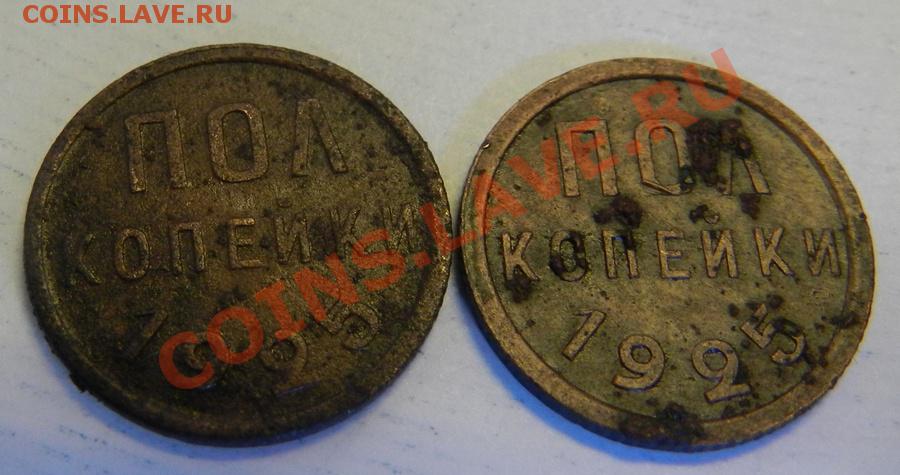 COINS.LAVE.RU
ПОЛ
КОПЕЙКИ
1925
ПОЛ
КОПЕЙКИ
1925
COINS.LAVE.RU